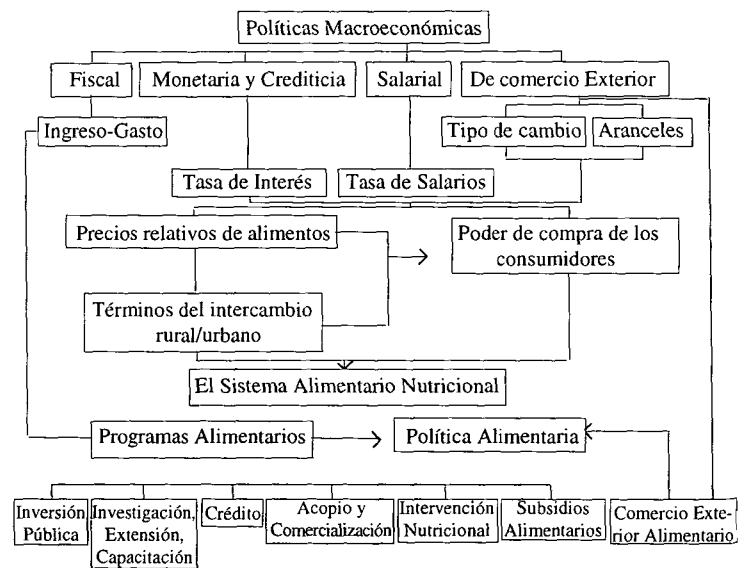 Políticas Macroeconómicas
Fiscal
Monetaria y Crediticia
Salarial
De comercio Exterior
Ingreso-Gasto
Tipo de cambio
Aranceles
Tasa de Interés
Tasa de Salarios
Precios relativos de alimentos
Poder de compra de los
consumidores
Términos del intercambio
rural/urbano
El Sistema Alimentario Nutricional
Programas Alimentarios
Política Alimentaria
Inversión
Pública
Investigación,
Extensión,
Capacitación
Crédito
Acopio y
Comercialización
Intervención
Nutricional
Subsidios
Alimentarios
Comercio Exte-
rior Alimentario